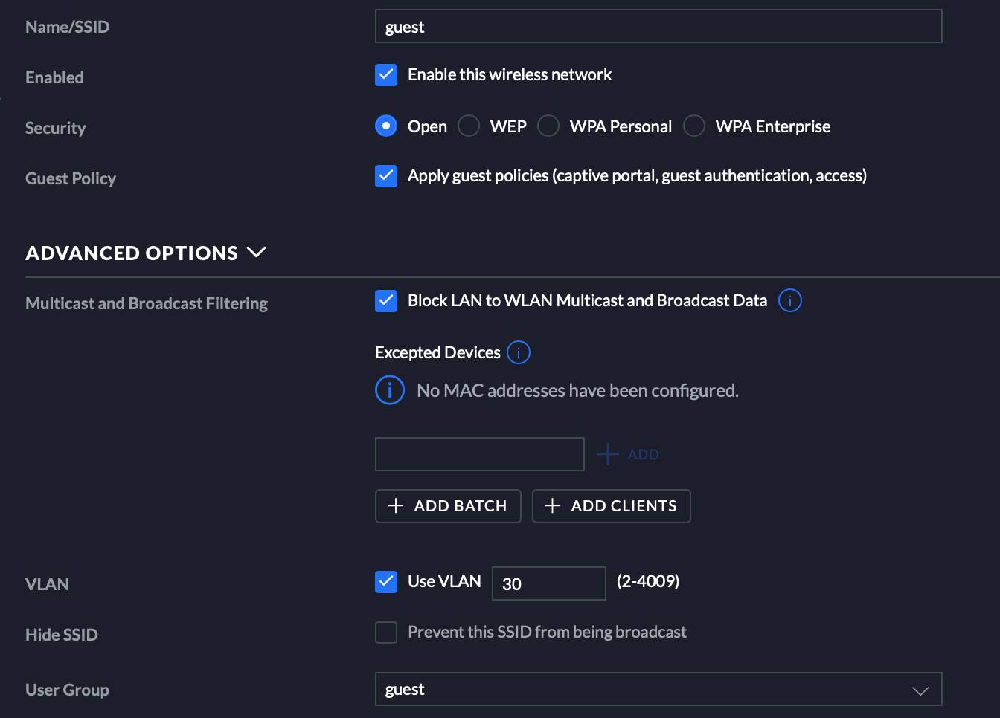 Name/SSID guest
Enabled Enable this wireless network
Security Open WEP WPA Personal WPA Enterprise
Guest Policy Apply guest policies (captive portal, guest authentication, access)
ADVANCED OPTIONS
Multicast and Broadcast Filtering Block LAN to WLAN Multicast and Broadcast Data i
Excepted Devices i
i No MAC addresses have been configured.
ADD
ADD BATCH ADD CLIENTS
VLAN Use VLAN 30 (2-4009)
Hide SSID Prevent this SSID from being broadcast
User Group guest